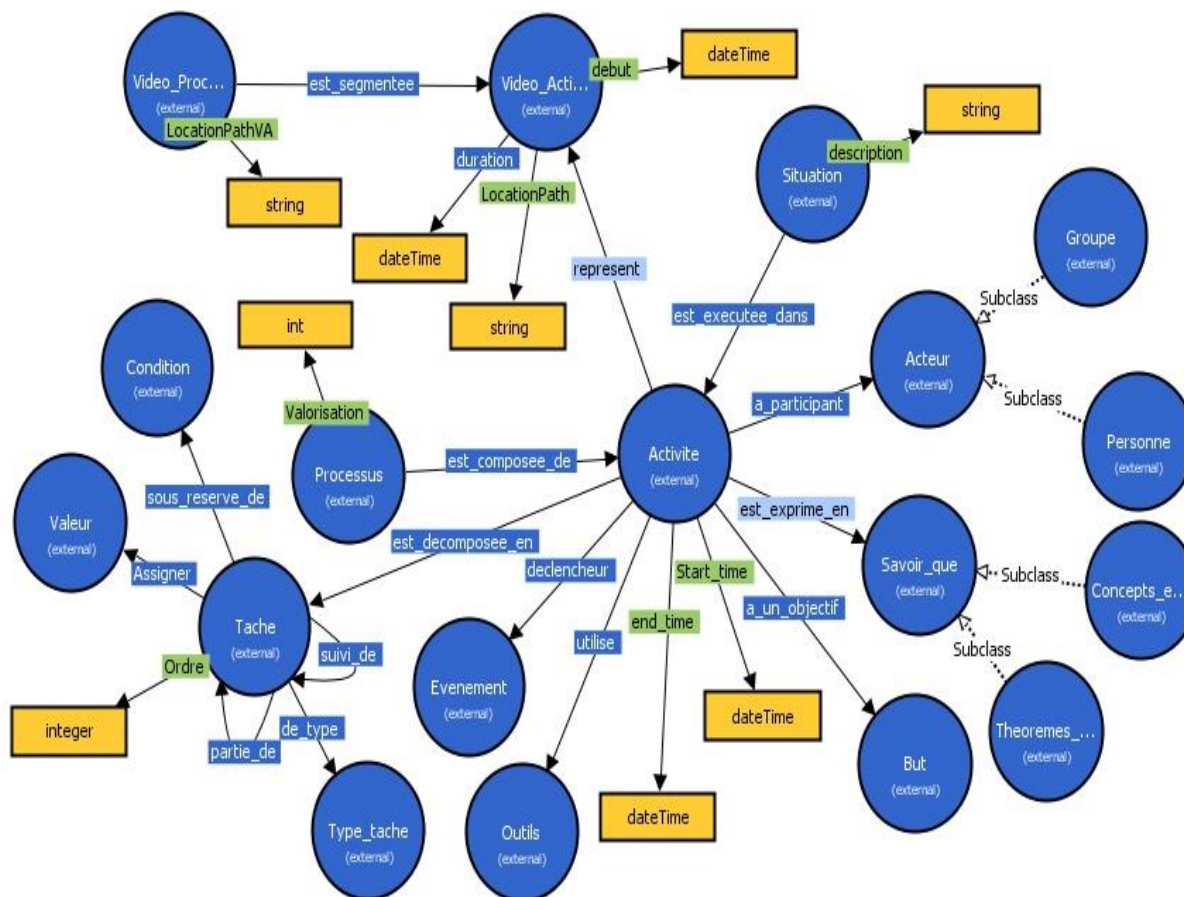 dateTime
Video_Proc...
(external)
est_segmentee
Video_Acti...
(external)
debut
LocationPathVA
string
duration
LocationPath
dateTime
string
Situation
(external)
description
string
represent
est_executee_dans
Groupe
(external)
Subclass
Acteur
(external)
Subclass
Personne
(external)
a_participant
int
Valorisation
Processus
(external)
est_composee_de
Activite
(external)
Condition
(external)
sous_reserve_de
Valeur
(external)
Assigner
est_decomposee_en
declencheur
Start_time
est_exprime_en
Savoir_que
(external)
Subclass
Concepts_e...
(external)
Subclass
Theoremes_...
(external)
Tache
(external)
suivi_de
Ordre
integer
partie_de
de_type
Type_tache
(external)
Evenement
(external)
utilise
end_time
a_un_objectif
dateTime
But
(external)
Outils
(external)
dateTime